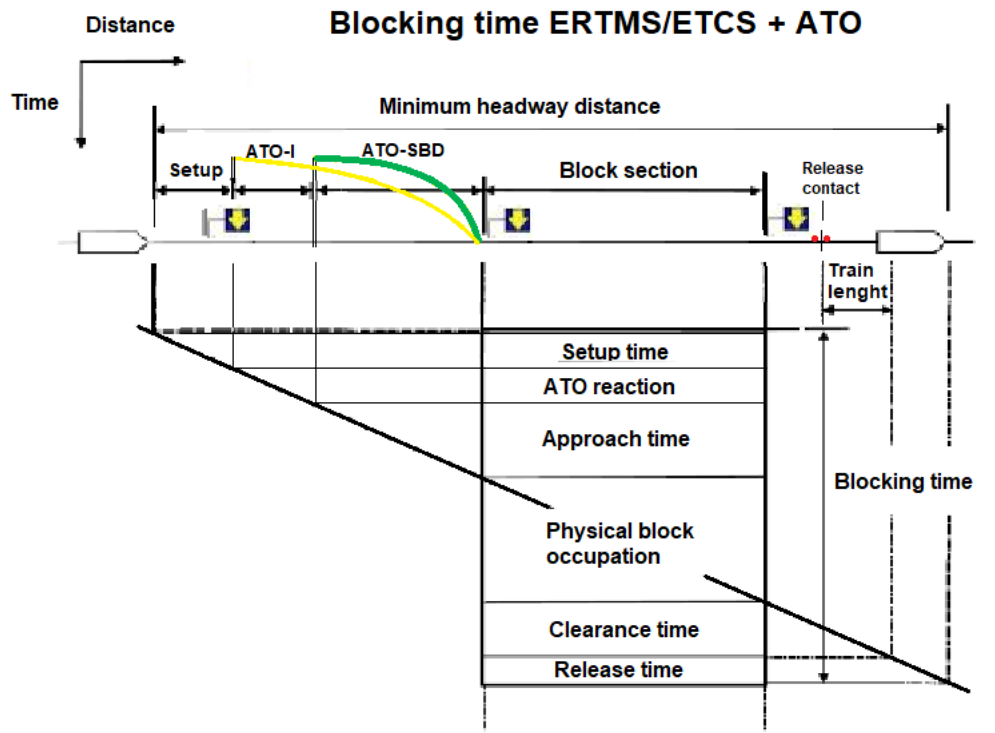 Blocking time ERTMS/ETCS + ATO
Distance
Time
Minimum headway distance
Setup
ATO-I
ATO-SBD
Block section
Release
contact
Train
lenght
Setup time
ATO reaction
Approach time
Blocking time
Physical block
occupation
Clearance time
Release time